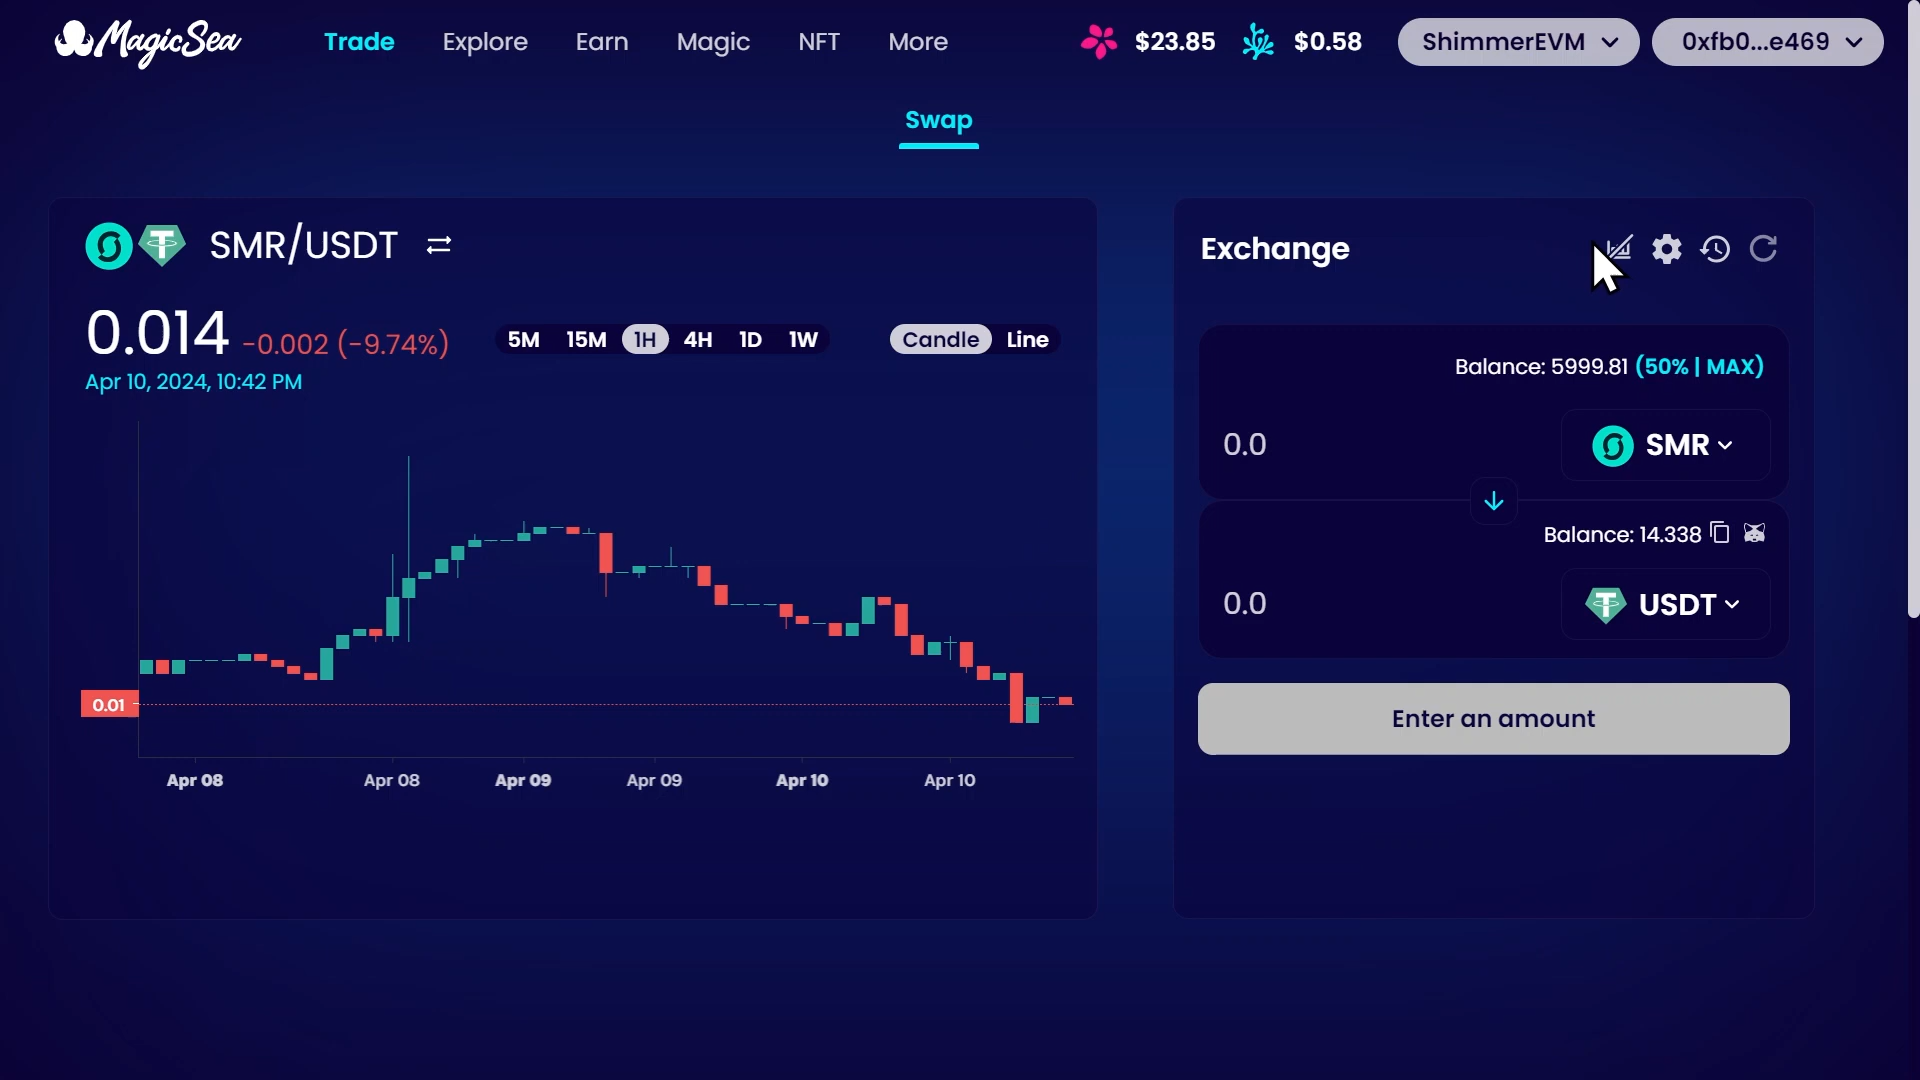 MagicSea
Trade Explore Earn Magic NFT More $23.85 $0.58 ShimmerEVM 0xfb0...e469
Swap
SMR/USDT
0.014 -0.002 (-9.74%)
Apr 10, 2024, 10:42 PM
5M 15M 1H 4H 1D 1W Candle Line
0.01
Apr 08 Apr 08 Apr 09 Apr 09 Apr 10 Apr 10
Exchange
Balance: 5999.81 (50% | MAX)
0.0 SMR
Balance: 14.338
0.0 USDT
Enter an amount